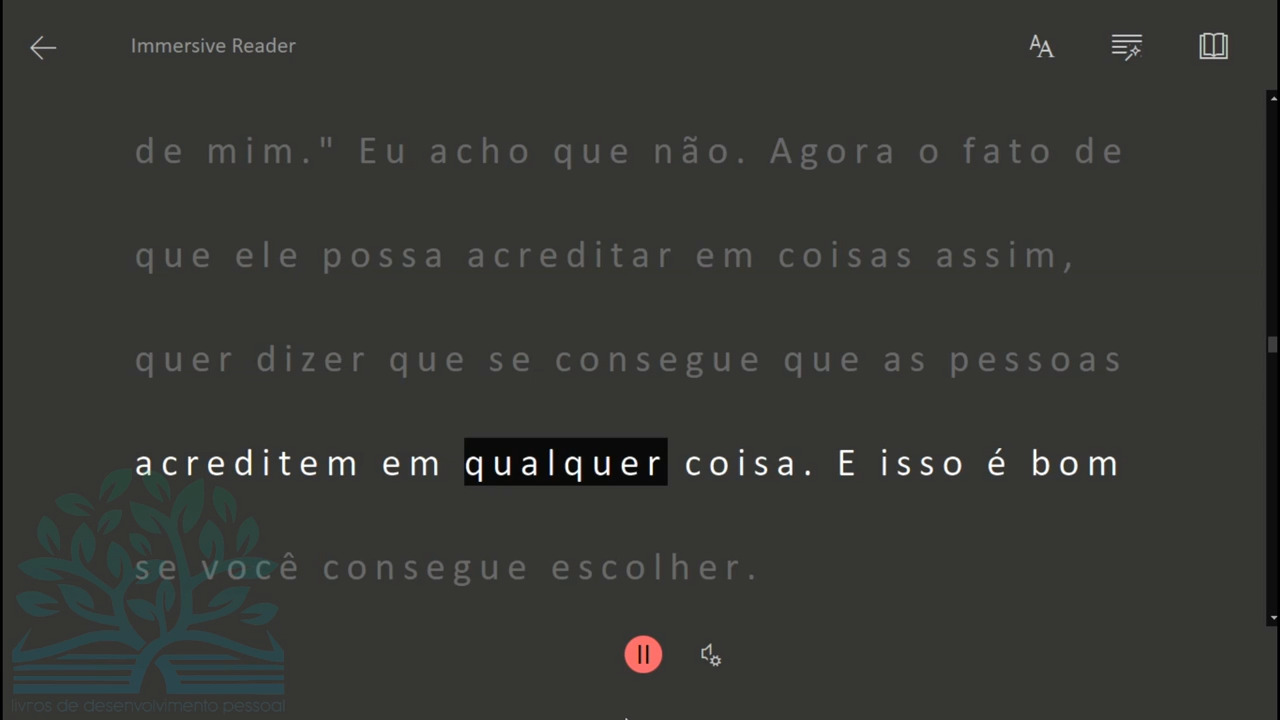 Immersive Reader
de mim." Eu acho que não. Agora o fato de
que ele possa acreditar em coisas assim,
quer dizer que se consegue que as pessoas
acreditem em qualquer coisa. E isso é bom
se você consegue escolher.
livros de desenvolvimento pessoal